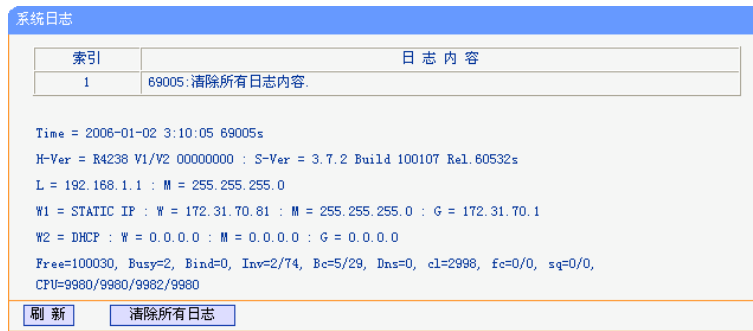 系统日志
索引 日 志 内 容
1 69005:清除所有日志内容.
Time = 2006-01-02 3:10:05 69005s
H-Ver = R4238 V1/V2 00000000 : S-Ver = 3.7.2 Build 100107 Rel.60532s
L = 192.168.1.1 : M = 255.255.255.0
W1 = STATIC IP : W = 172.31.70.81 : M = 255.255.255.0 : G = 172.31.70.1
W2 = DHCP : W = 0.0.0.0 : M = 0.0.0.0 : G = 0.0.0.0
Free=100030, Busy=2, Bind=0, Inv=2/74, Bc=5/29, Dns=0, cl=2998, fc=0/0, sq=0/0,
CPU=9980/9980/9982/9980
刷 新 清除所有日志